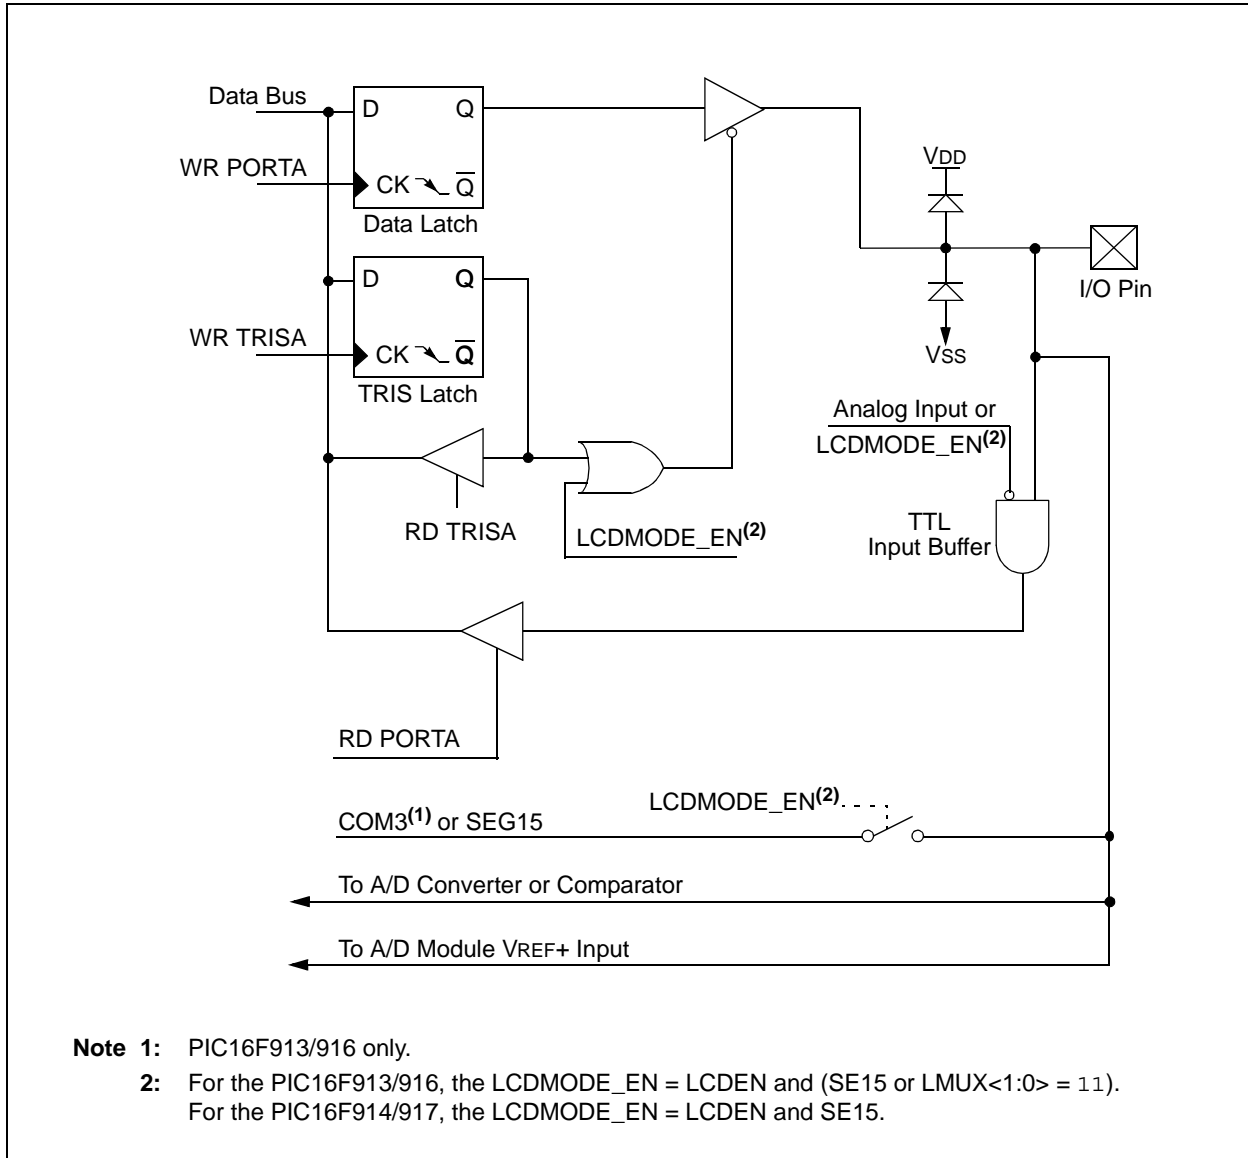 Data Bus
D Q
WR PORTA
CK Q̅
Data Latch
VDD
D Q
I/O Pin
WR TRISA
CK Q̅
TRIS Latch
VSS
Analog Input or
LCDMODE_EN(2)
RD TRISA
LCDMODE_EN(2)
TTL
Input Buffer
RD PORTA
LCDMODE_EN(2)
COM3(1) or SEG15
To A/D Converter or Comparator
To A/D Module VREF+ Input
Note 1: PIC16F913/916 only.
2: For the PIC16F913/916, the LCDMODE_EN = LCDEN and (SE15 or LMUX<1:0> = 11).
For the PIC16F914/917, the LCDMODE_EN = LCDEN and SE15.